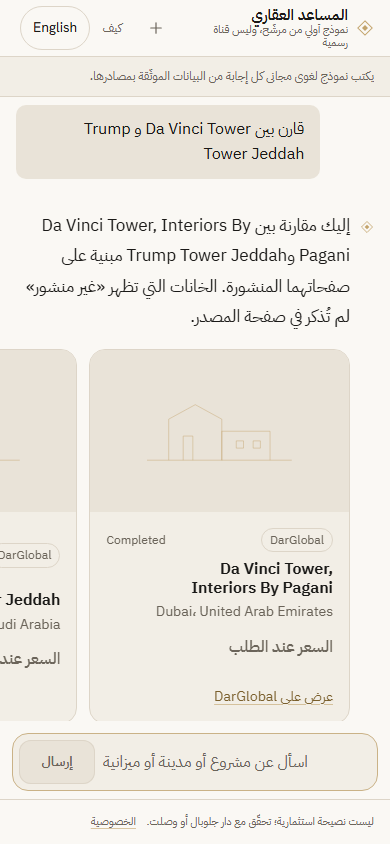 المساعد العقاري
نموذج أولي من مرشّح، وليس قناة
رسمية
كيف
English
يكتب نموذج لغوي مجاني كل إجابة من البيانات الموثّقة بمصادرها.
قارن بين Da Vinci Tower و Trump
Tower Jeddah
إليك مقارنة بين Da Vinci Tower, Interiors By
Pagani وTrump Tower Jeddah مبنية على
صفحاتهما المنشورة. الخانات التي تظهر «غير منشور»
لم تُذكر في صفحة المصدر.
DarGlobal
Completed
Da Vinci Tower,
Interiors By Pagani
Dubai، United Arab Emirates
السعر عند الطلب
عرض على DarGlobal
DarGlobal
Jeddah
Arabia
السعر عند
اسأل عن مشروع أو مدينة أو ميزانية
إرسال
ليست نصيحة استثمارية؛ تحقّق مع دار جلوبال أو وصلت.
الخصوصية